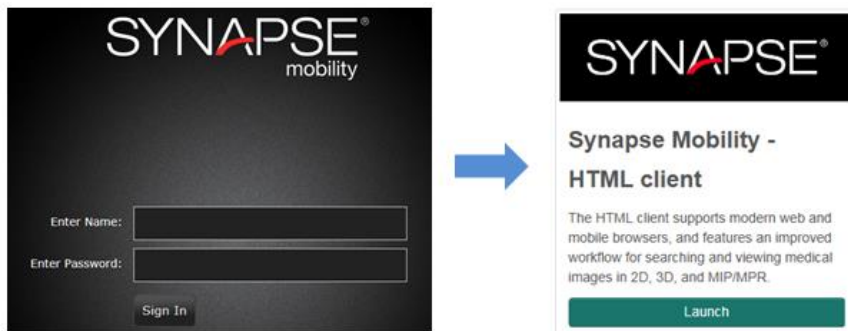 SYNAPSE®
mobility
Enter Name:
Enter Password:
Sign In
SYNAPSE®
Synapse Mobility -
HTML client
The HTML client supports modern web and
mobile browsers, and features an improved
workflow for searching and viewing medical
images in 2D, 3D, and MIP/MPR.
Launch